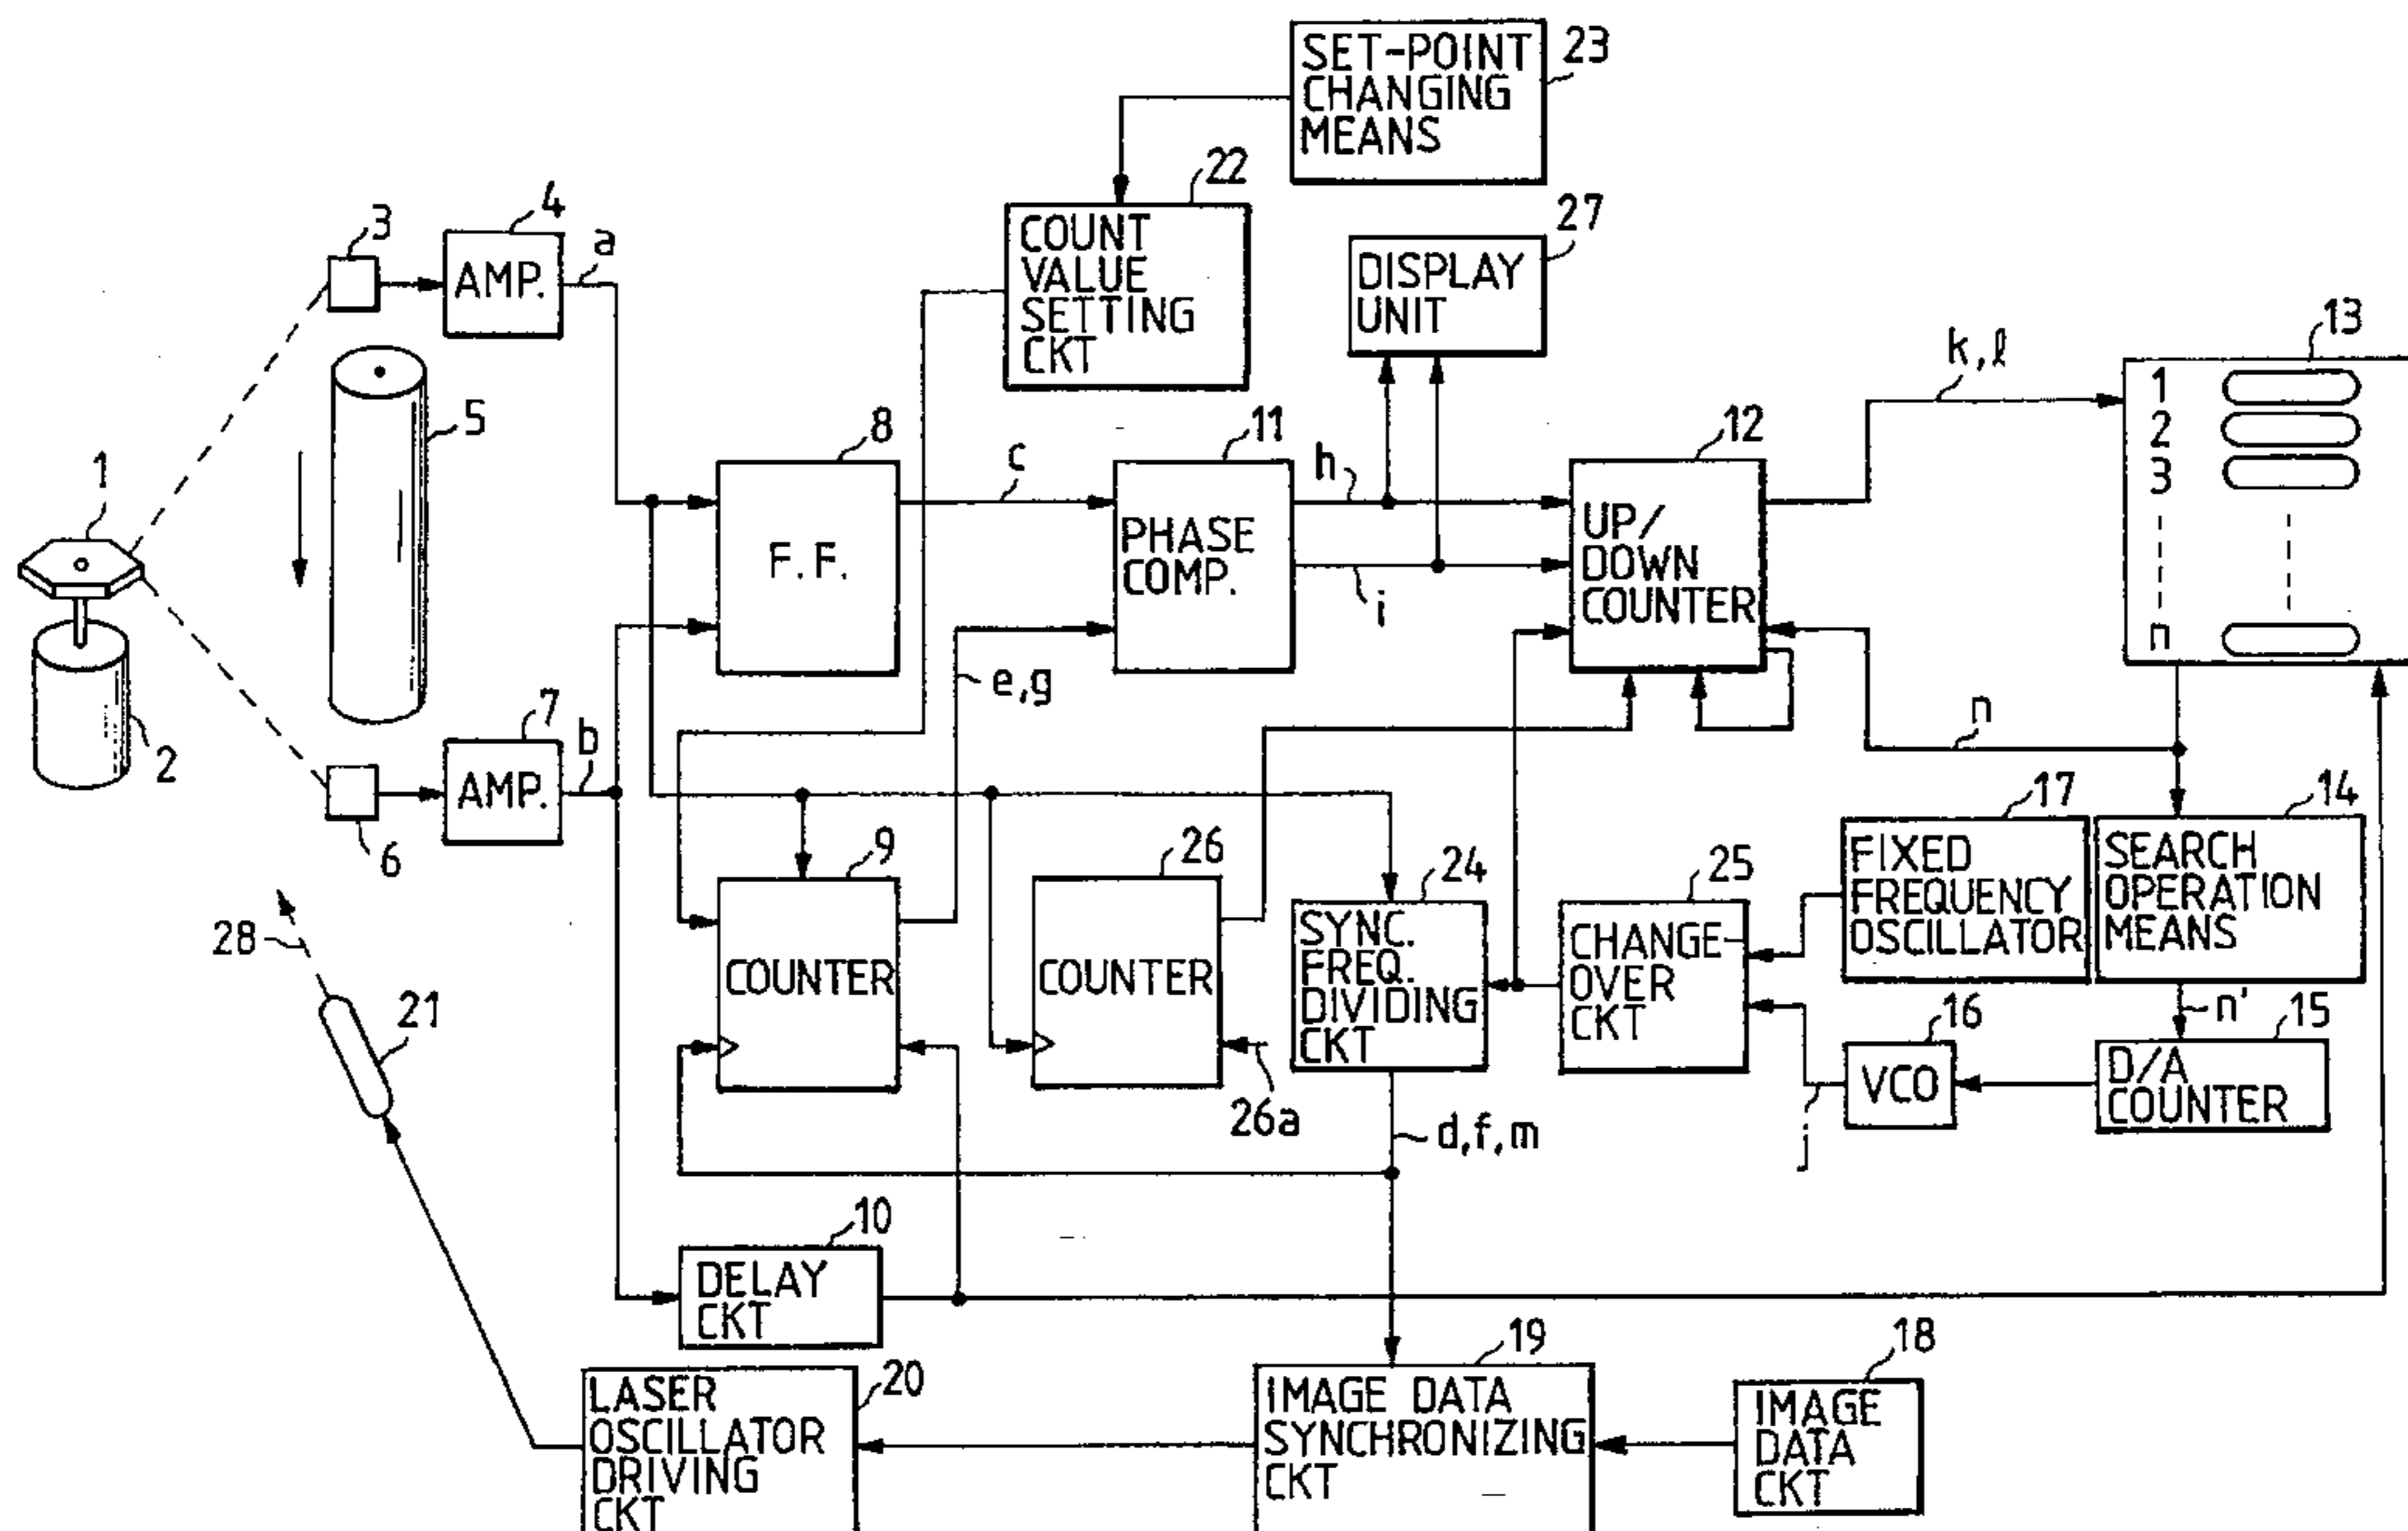 SET-POINT
CHANGING
MEANS
23
22
COUNT
VALUE
SETTING
CKT
27
DISPLAY
UNIT
3
4
AMP.
a
5
1
2
6
7
AMP.
b
8
F.F.
c
11
PHASE
COMP.
h
i
e,g
12
UP/
DOWN
COUNTER
k,l
13
1
2
3
n
n
9
COUNTER
26
COUNTER
26a
24
SYNC.
FREQ.
DIVIDING
CKT
d,f,m
25
CHANGE-
OVER
CKT
17
FIXED
FREQUENCY
OSCILLATOR
14
SEARCH
OPERATION
MEANS
n'
16
VCO
j
15
D/A
COUNTER
28
21
10
DELAY
CKT
20
LASER
OSCILLATOR
DRIVING
CKT
19
IMAGE DATA
SYNCHRONIZING
CKT
18
IMAGE
DATA
CKT